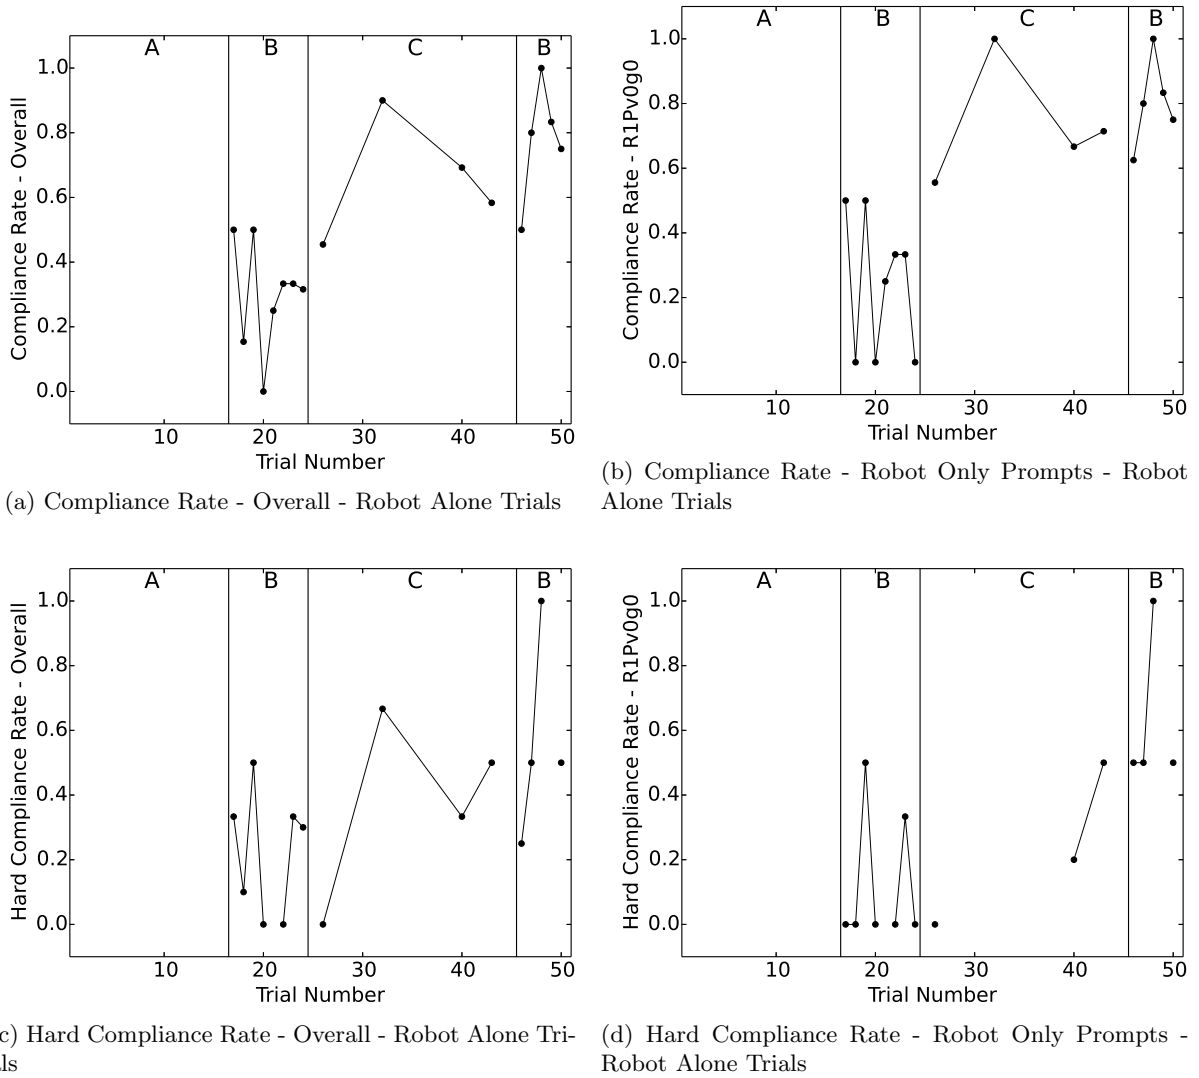 A B C B
1.0
0.8
0.6
0.4
0.2
0.0
Compliance Rate - Overall
10 20 30 40 50
Trial Number
(a) Compliance Rate - Overall - Robot Alone Trials
A B C B
1.0
0.8
0.6
0.4
0.2
0.0
Compliance Rate - R1Pv0g0
10 20 30 40 50
Trial Number
(b) Compliance Rate - Robot Only Prompts - Robot
Alone Trials
A B C B
1.0
0.8
0.6
0.4
0.2
0.0
Hard Compliance Rate - Overall
10 20 30 40 50
Trial Number
c) Hard Compliance Rate - Overall - Robot Alone Tri-
als
A B C B
1.0
0.8
0.6
0.4
0.2
0.0
Hard Compliance Rate - R1Pv0g0
10 20 30 40 50
Trial Number
(d) Hard Compliance Rate - Robot Only Prompts -
Robot Alone Trials